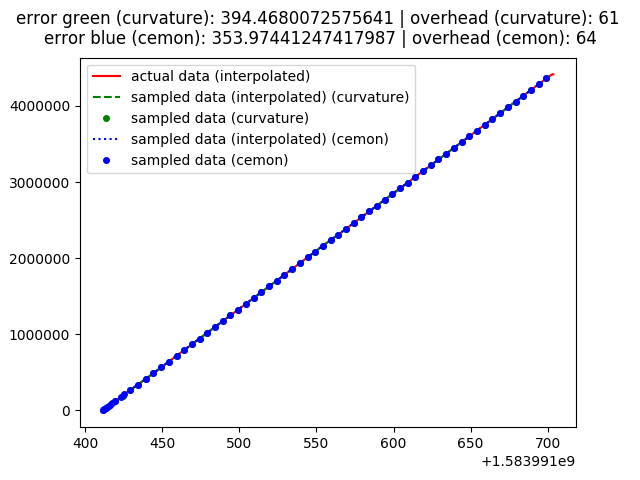 error green (curvature): 394.4680072575641 | overhead (curvature): 61
error blue (cemon): 353.97441247417987 | overhead (cemon): 64
actual data (interpolated)
sampled data (interpolated) (curvature)
sampled data (curvature)
sampled data (interpolated) (cemon)
sampled data (cemon)
4000000
3000000
2000000
1000000
0
400 450 500 550 600 650 700
+1.583991e9